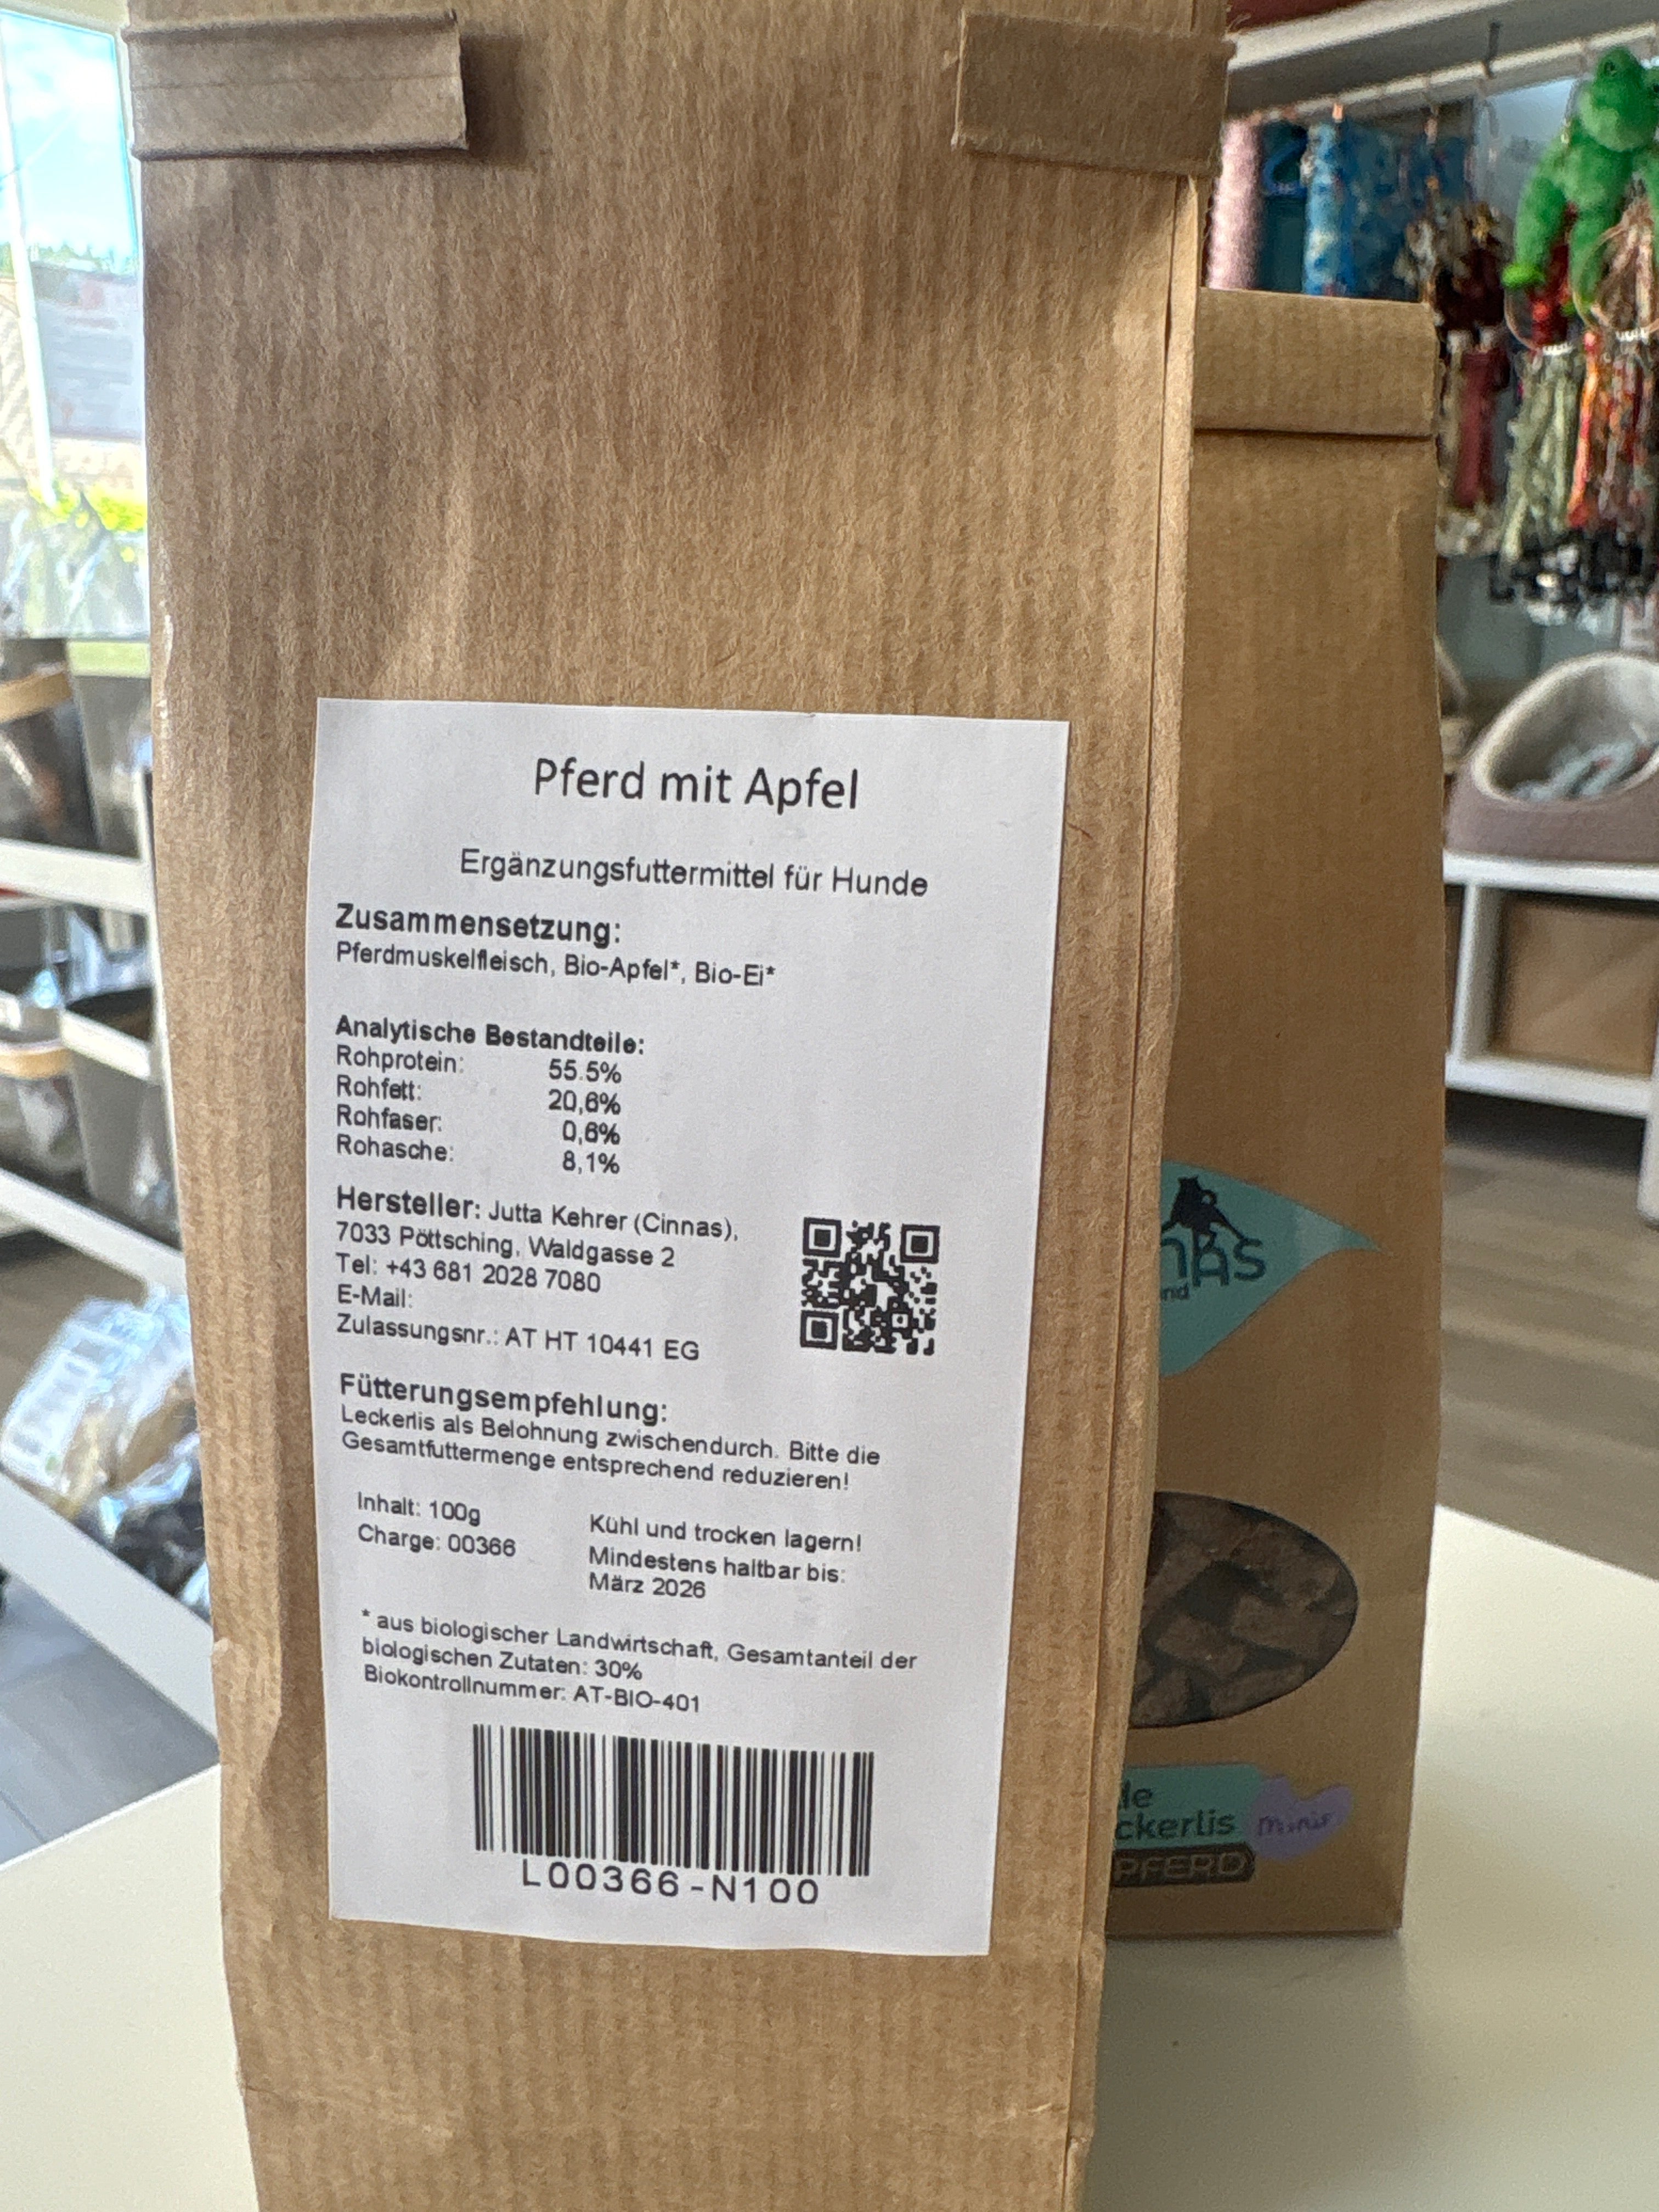 Pferd mit Apfel
Ergänzungsfuttermittel für Hunde
Zusammensetzung:
Pferdmuskelfleisch, Bio-Apfel*, Bio-Ei*
Analytische Bestandteile:
Rohprotein: 55.5%
Rohfett: 20,6%
Rohfaser: 0,6%
Rohasche: 8,1%
Hersteller: Jutta Kehrer (Cinnas),
7033 Pöttsching, Waldgasse 2
Tel: +43 681 2028 7080
E-Mail:
Zulassungsnr.: AT HT 10441 EG
Fütterungsempfehlung:
Leckerlis als Belohnung zwischendurch. Bitte die
Gesamtfuttermenge entsprechend reduzieren!
Inhalt: 100g
Charge: 00366
Kühl und trocken lagern!
Mindestens haltbar bis:
März 2026
* aus biologischer Landwirtschaft, Gesamtanteil der
biologischen Zutaten: 30%
Biokontrollnummer: AT-BIO-401
L00366-N100
nas
nd
le
ckerlis minis
PFERD